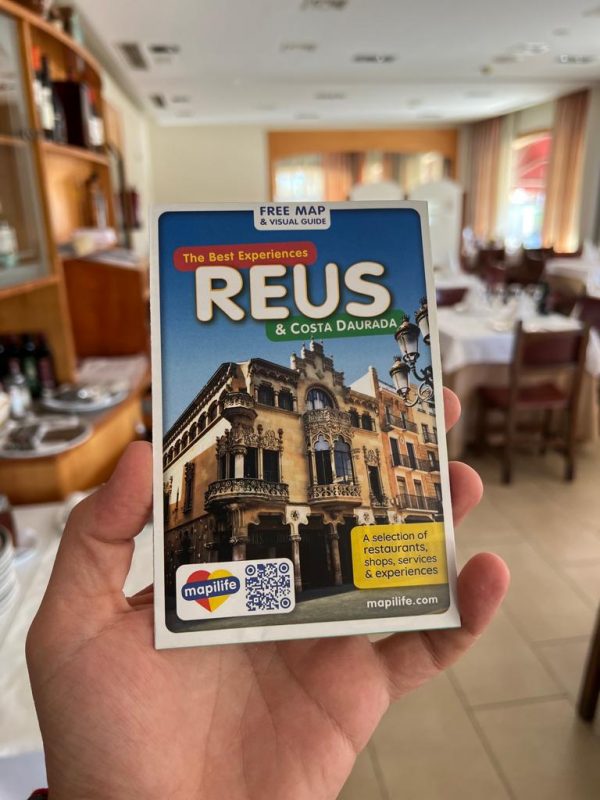 FREE MAP
& VISUAL GUIDE
The Best Experiences
REUS
& COSTA DAURADA
A selection of
restaurants,
shops, services
& experiences
mapilife
mapilife.com